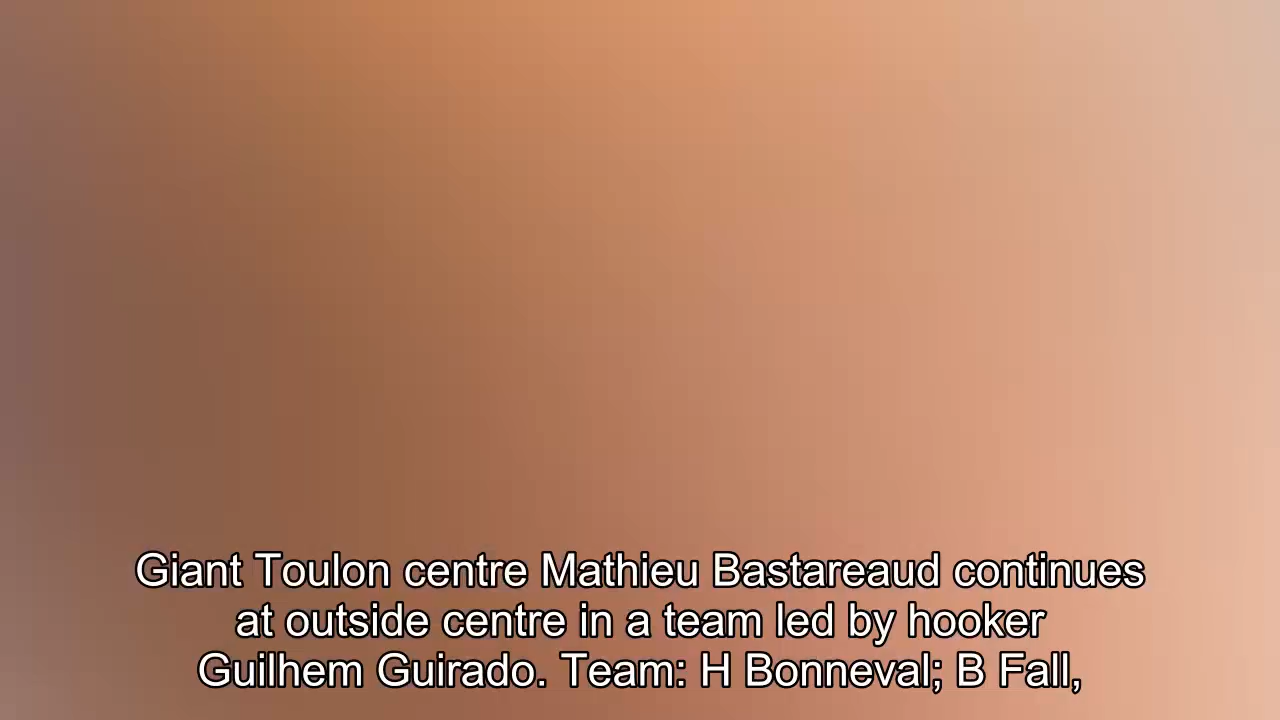 Giant Toulon centre Mathieu Bastareaud continues
at outside centre in a team led by hooker
Guilhem Guirado. Team: H Bonneval; B Fall,